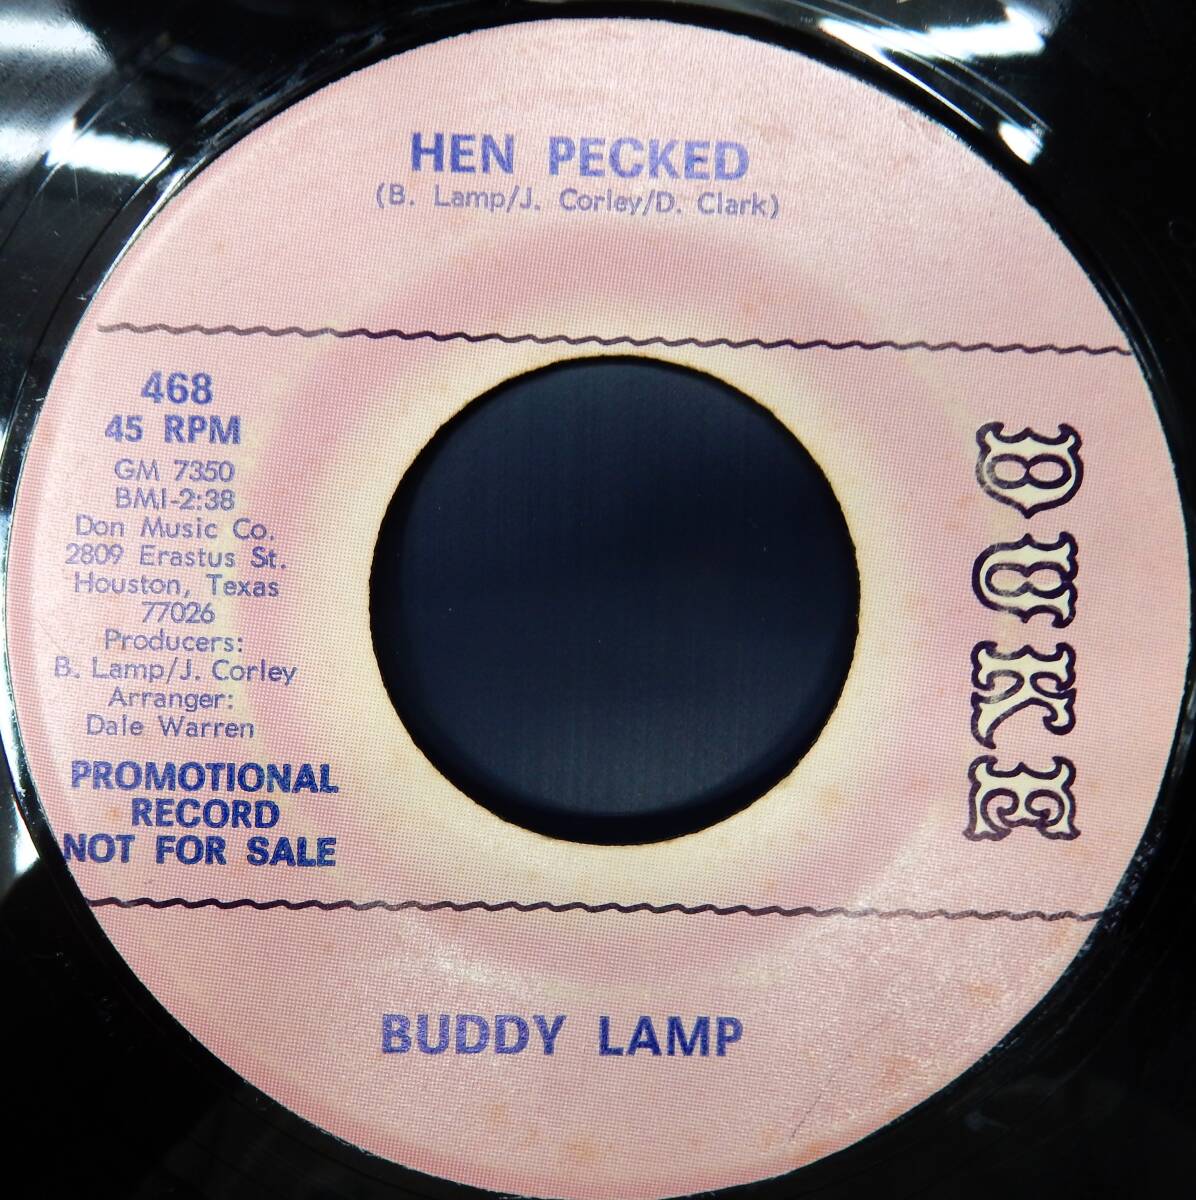 HEN PECKED
(B. Lamp/J. Corley/D. Clark)
468
45 RPM
GM 7350
BMI-2:38
Don Music Co.
2809 Erastus St.
Houston, Texas
77026
Producers:
B. Lamp/J. Corley
Arranger:
Dale Warren
PROMOTIONAL
RECORD
NOT FOR SALE
DUKE
BUDDY LAMP